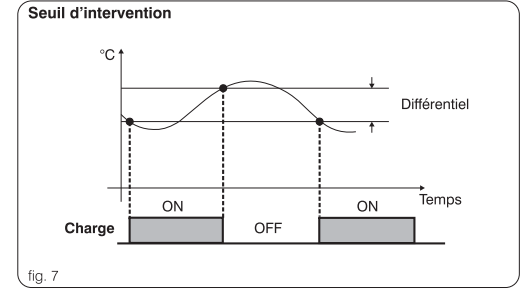 Seuil d'intervention
°C
Différentiel
Temps
ON
ON
Charge
OFF
fig. 7